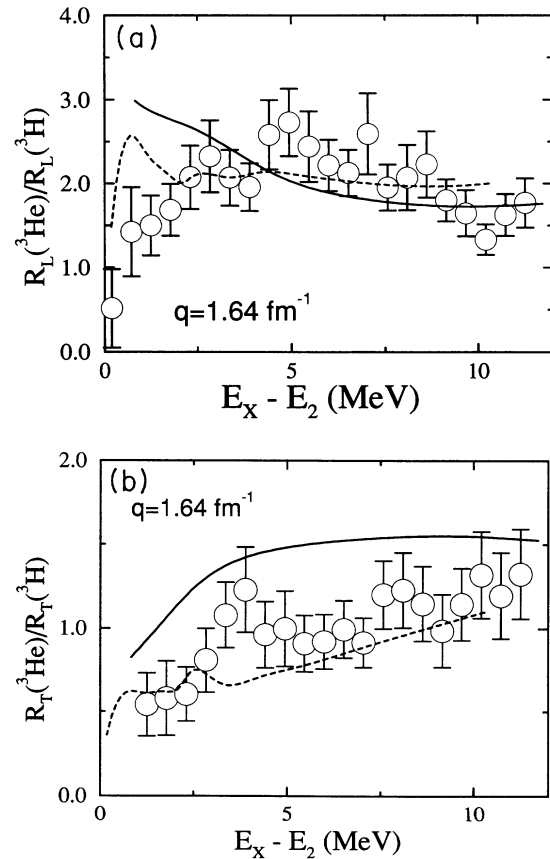 (a)
4.0
3.0
2.0
1.0
0.0
R_L(³He)/R_L(³H)
q=1.64 fm⁻¹
0
5
10
E_X - E_2 (MeV)
(b)
q=1.64 fm⁻¹
2.0
1.0
0.0
R_T(³He)/R_T(³H)
0
5
10
E_X - E_2 (MeV)